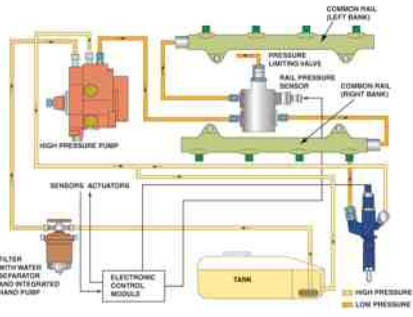 COMMON RAIL
(LEFT BANK)
PRESSURE
LIMITING VALVE
RAIL PRESSURE
SENSOR
COMMON RAIL
(RIGHT BANK)
HIGH PRESSURE PUMP
SENSORS ACTUATORS
FILTER
WITH WATER
SEPARATOR
AND INTEGRATED
HAND PUMP
ELECTRONIC
CONTROL
MODULE
TANK
HIGH PRESSURE
LOW PRESSURE